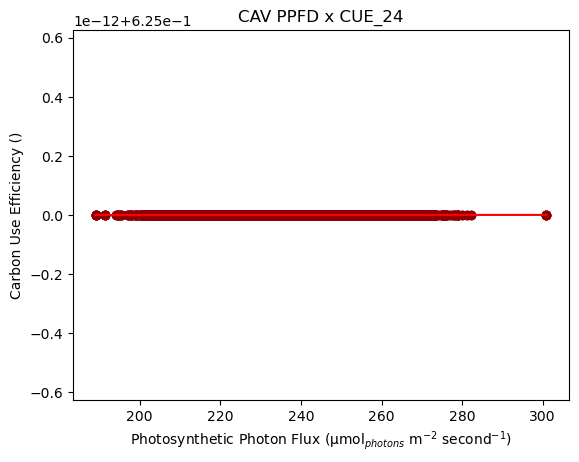 CAV PPFD x CUE_24
1e−12+6.25e−1
0.6
0.4
0.2
0.0
−0.2
−0.4
−0.6
Carbon Use Efficiency ()
200 220 240 260 280 300
Photosynthetic Photon Flux (μmol_photons m⁻² second⁻¹)